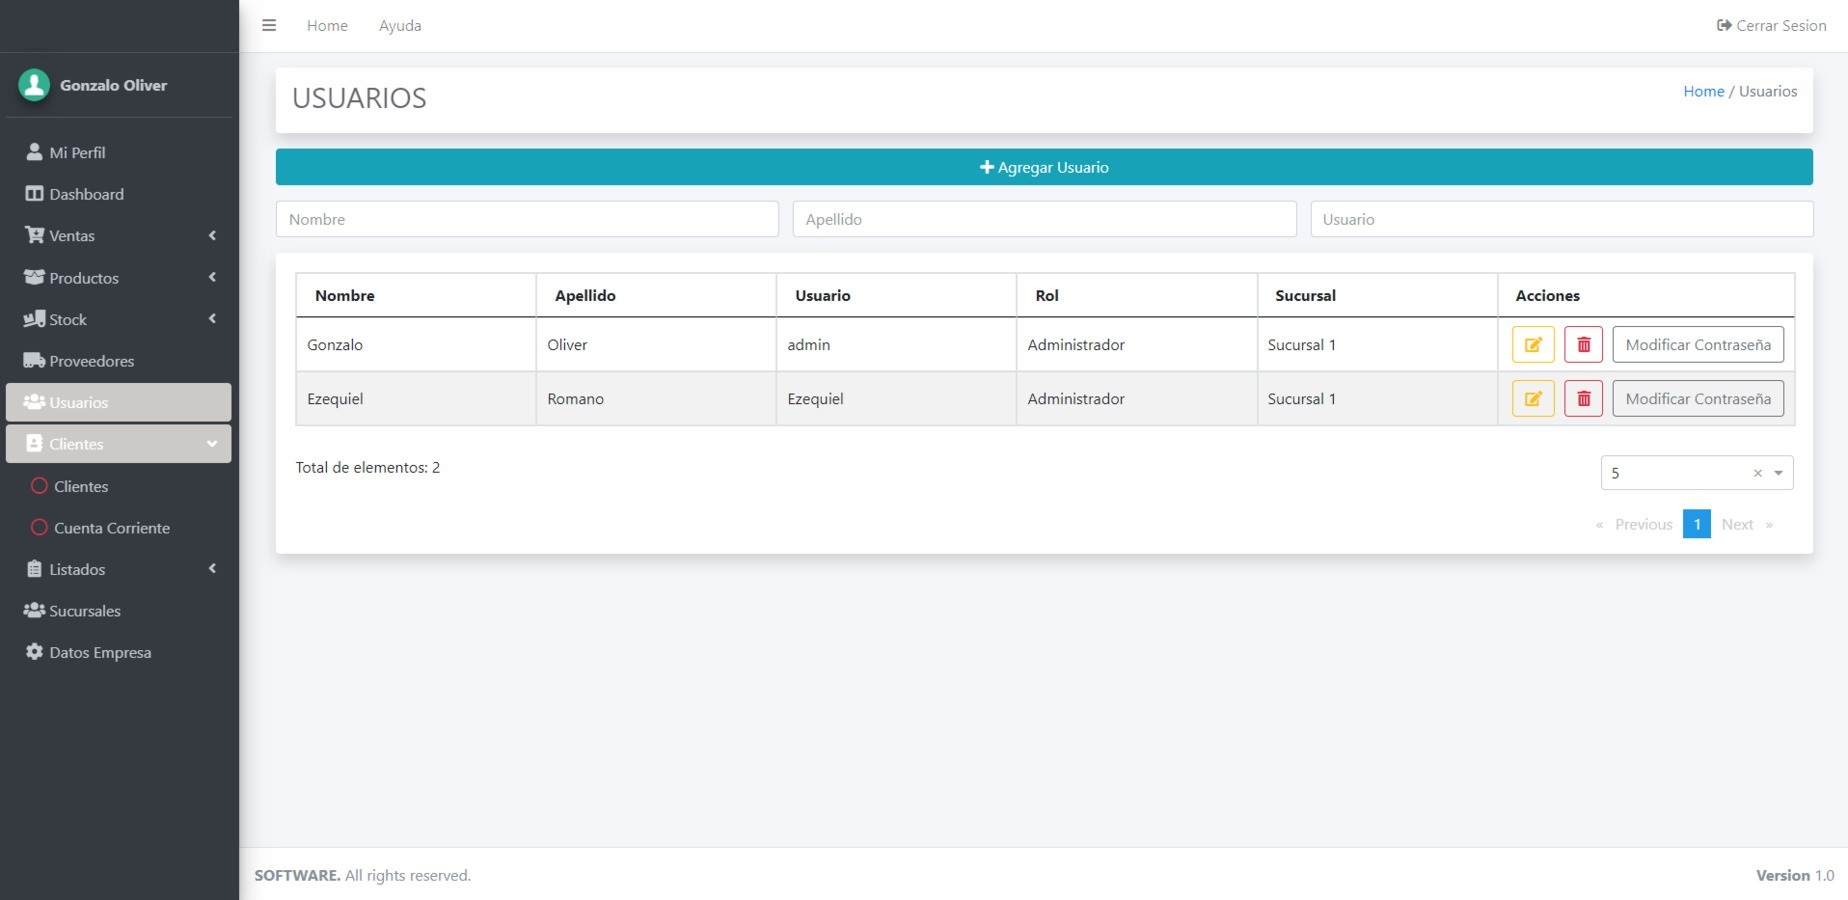 Home Ayuda Cerrar Sesion
Gonzalo Oliver
Mi Perfil
Dashboard
Ventas
Productos
Stock
Proveedores
Usuarios
Clientes
Clientes
Cuenta Corriente
Listados
Sucursales
Datos Empresa
USUARIOS
Home / Usuarios
Agregar Usuario
Nombre Apellido Usuario
Nombre Apellido Usuario Rol Sucursal Acciones
Gonzalo Oliver admin Administrador Sucursal 1 Modificar Contraseña
Ezequiel Romano Ezequiel Administrador Sucursal 1 Modificar Contraseña
Total de elementos: 2
5 ×
« Previous 1 Next »
SOFTWARE. All rights reserved.
Version 1.0